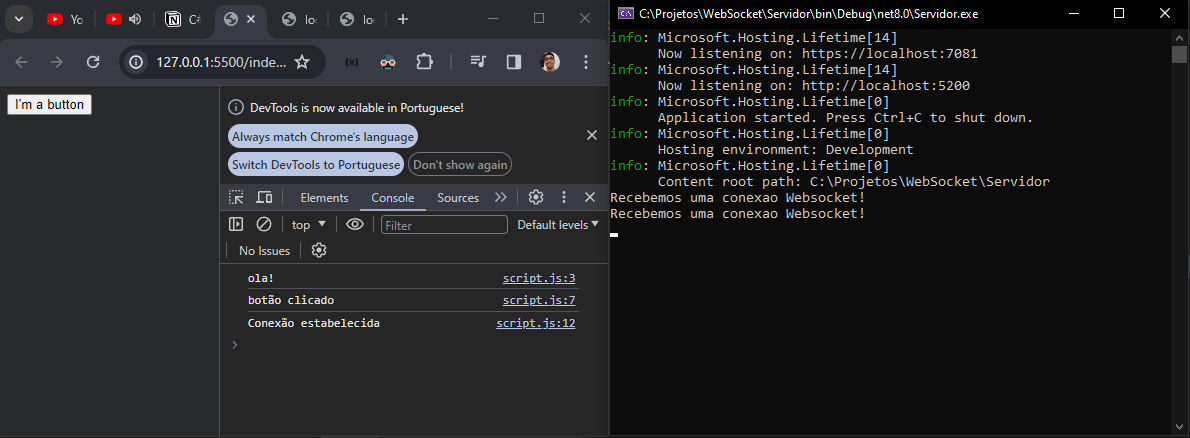 Yo
C#
loc
loc
127.0.0.1:5500/inde...
I'm a button
DevTools is now available in Portuguese!
Always match Chrome's language
Switch DevTools to Portuguese
Don't show again
Elements
Console
Sources
top
Filter
Default levels
No Issues
ola!
script.js:3
botão clicado
script.js:7
Conexão estabelecida
script.js:12
C:\Projetos\WebSocket\Servidor\bin\Debug\net8.0\Servidor.exe
info: Microsoft.Hosting.Lifetime[14]
Now listening on: https://localhost:7081
info: Microsoft.Hosting.Lifetime[14]
Now listening on: http://localhost:5200
info: Microsoft.Hosting.Lifetime[0]
Application started. Press Ctrl+C to shut down.
info: Microsoft.Hosting.Lifetime[0]
Hosting environment: Development
info: Microsoft.Hosting.Lifetime[0]
Content root path: C:\Projetos\WebSocket\Servidor
Recebemos uma conexao Websocket!
Recebemos uma conexao Websocket!